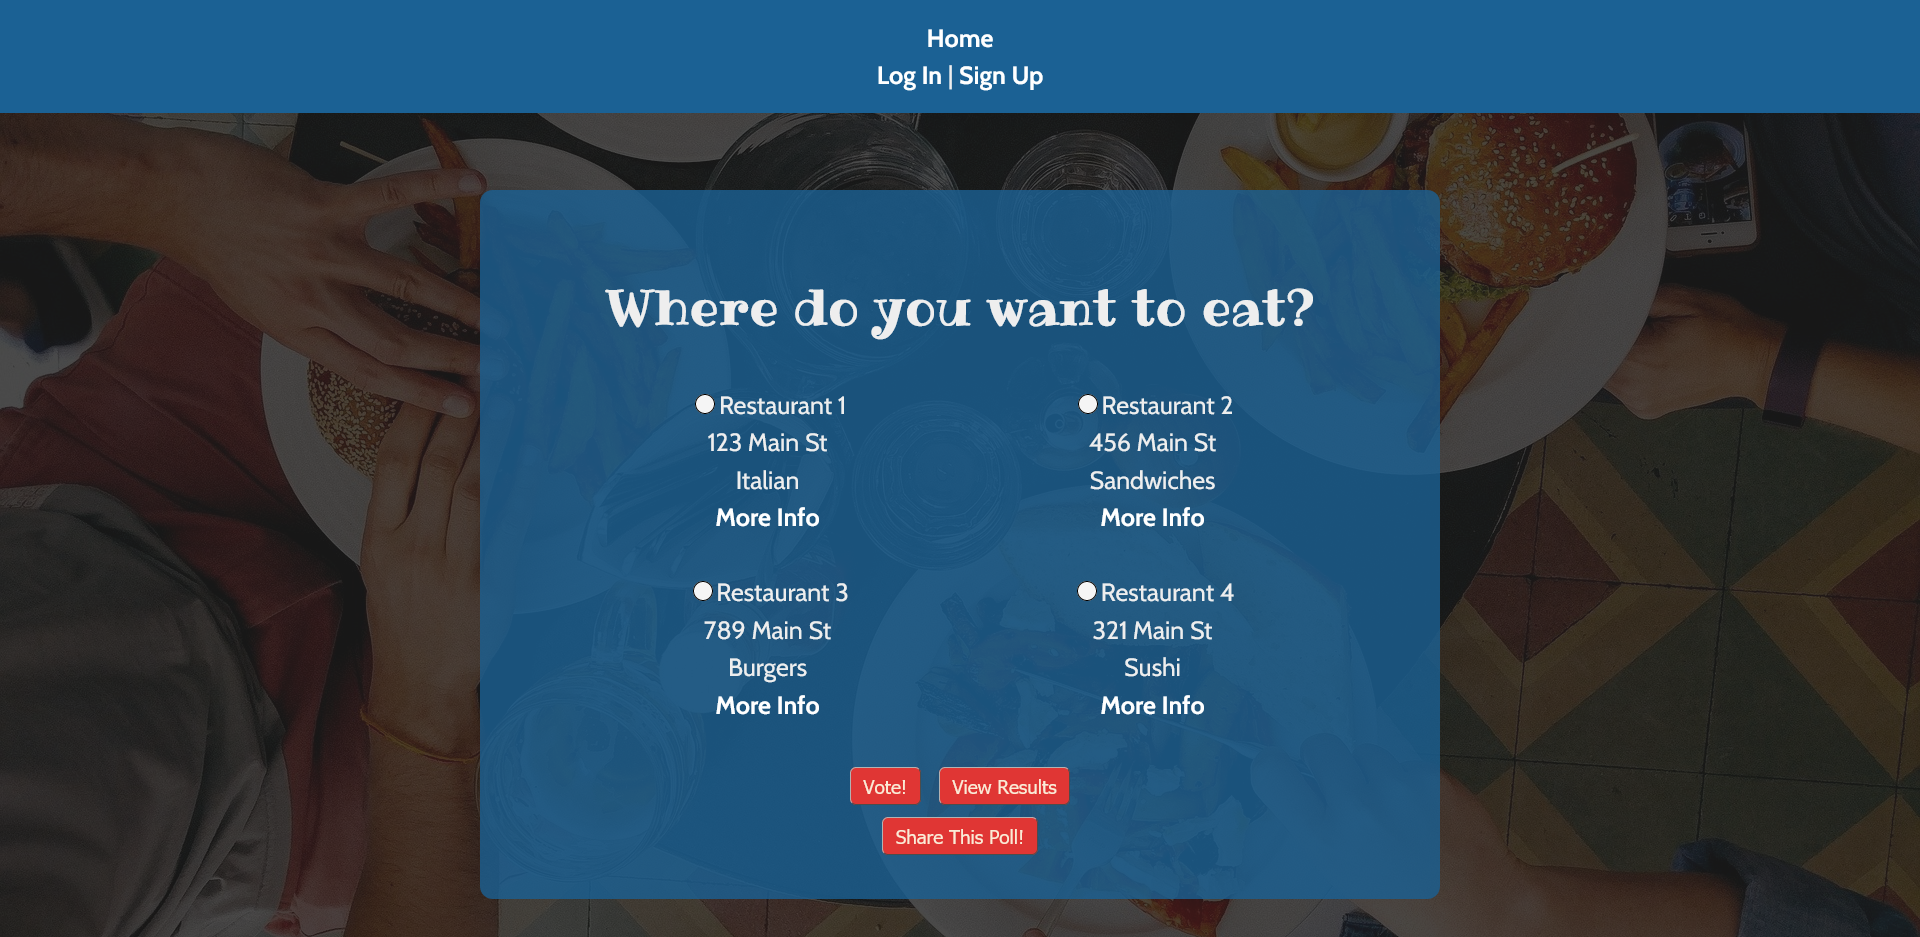 Home
Log In | Sign Up
Where do you want to eat?
Restaurant 1
123 Main St
Italian
More Info
Restaurant 2
456 Main St
Sandwiches
More Info
Restaurant 3
789 Main St
Burgers
More Info
Restaurant 4
321 Main St
Sushi
More Info
Vote!
View Results
Share This Poll!